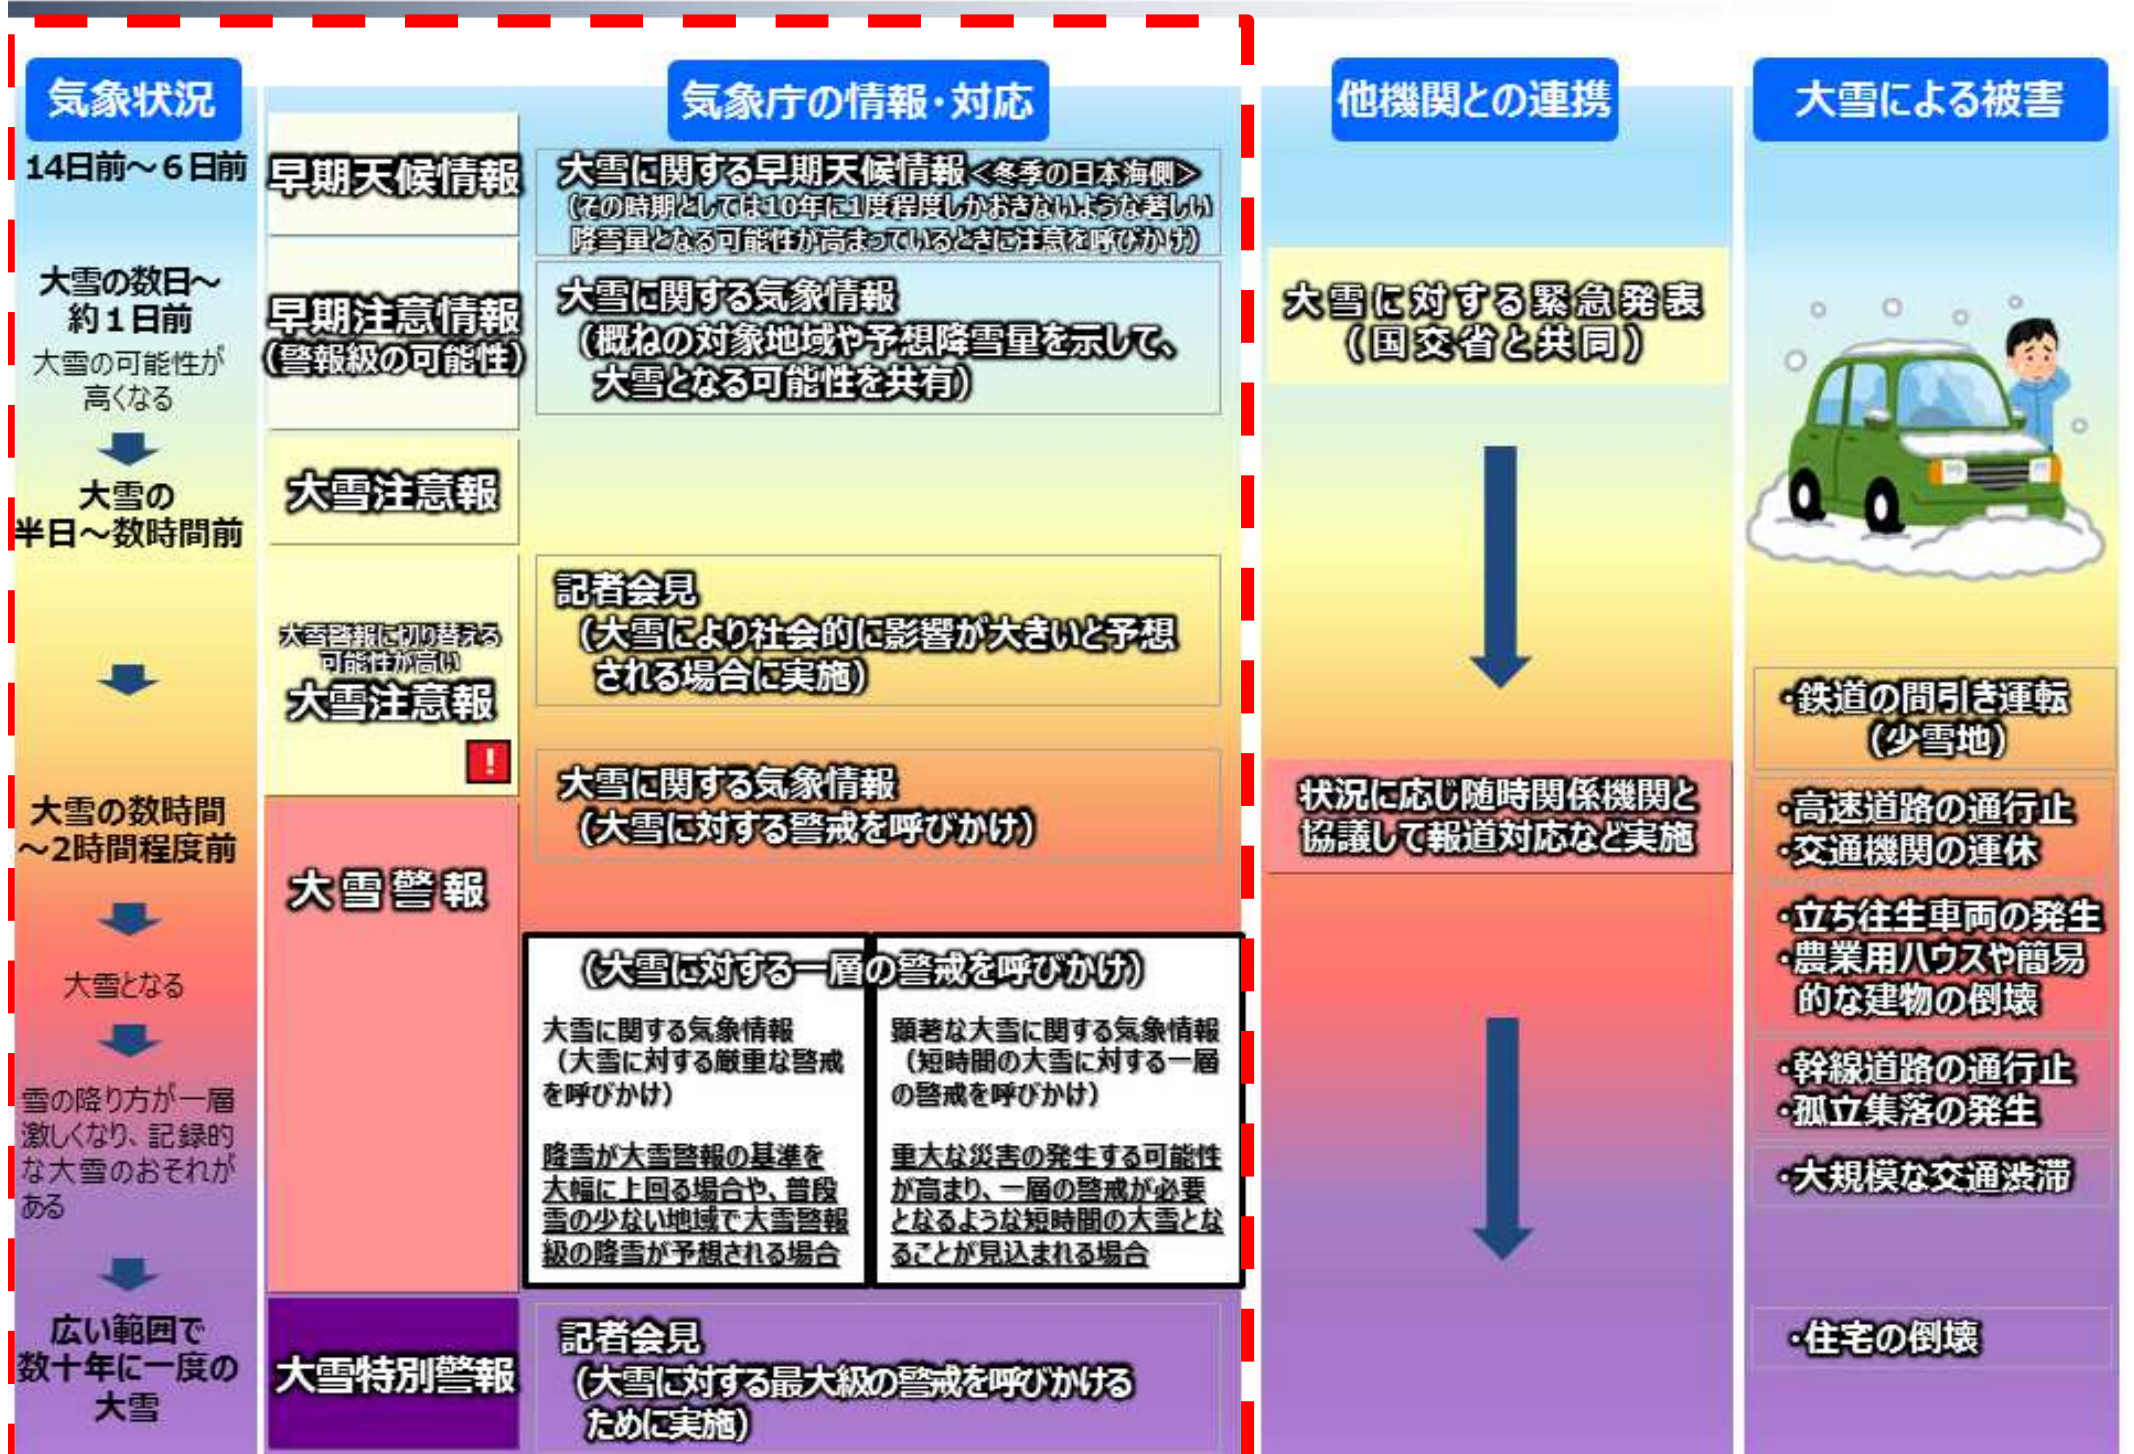 気象状況
気象庁の情報・対応
他機関との連携
大雪による被害
14日前～６日前
大雪の数日～
約１日前
大雪の可能性が
高くなる
大雪の
半日～数時間前
大雪の数時間
～2時間程度前
大雪となる
雪の降り方が一層
激しくなり、記録的
な大雪のおそれが
ある
広い範囲で
数十年に一度の
大雪
早期天候情報
早期注意情報
（警報級の可能性）
大雪注意報
大雪警報に切り替える
可能性が高い
大雪注意報
!
大雪警報
大雪特別警報
大雪に関する早期天候情報＜冬季の日本海側＞
（その時期としては10年に1度程度しかおきないような著しい
降雪量となる可能性が高まっているときに注意を呼びかけ）
大雪に関する気象情報
（概ねの対象地域や予想降雪量を示して、
大雪となる可能性を共有）
記者会見
（大雪により社会的に影響が大きいと予想
される場合に実施）
大雪に関する気象情報
（大雪に対する警戒を呼びかけ）
（大雪に対する一層の警戒を呼びかけ）
大雪に関する気象情報
（大雪に対する厳重な警戒
を呼びかけ）
降雪が大雪警報の基準を
大幅に上回る場合や、普段
雪の少ない地域で大雪警報
級の降雪が予想される場合
顕著な大雪に関する気象情報
（短時間の大雪に対する一層
の警戒を呼びかけ）
重大な災害の発生する可能性
が高まり、一層の警戒が必要
となるような短時間の大雪とな
ることが見込まれる場合
記者会見
（大雪に対する最大級の警戒を呼びかける
ために実施）
大雪に対する緊急発表
（国交省と共同）
状況に応じ随時関係機関と
協議して報道対応など実施
・鉄道の間引き運転
（少雪地）
・高速道路の通行止
・交通機関の運休
・立ち往生車両の発生
・農業用ハウスや簡易
的な建物の倒壊
・幹線道路の通行止
・孤立集落の発生
・大規模な交通渋滞
・住宅の倒壊